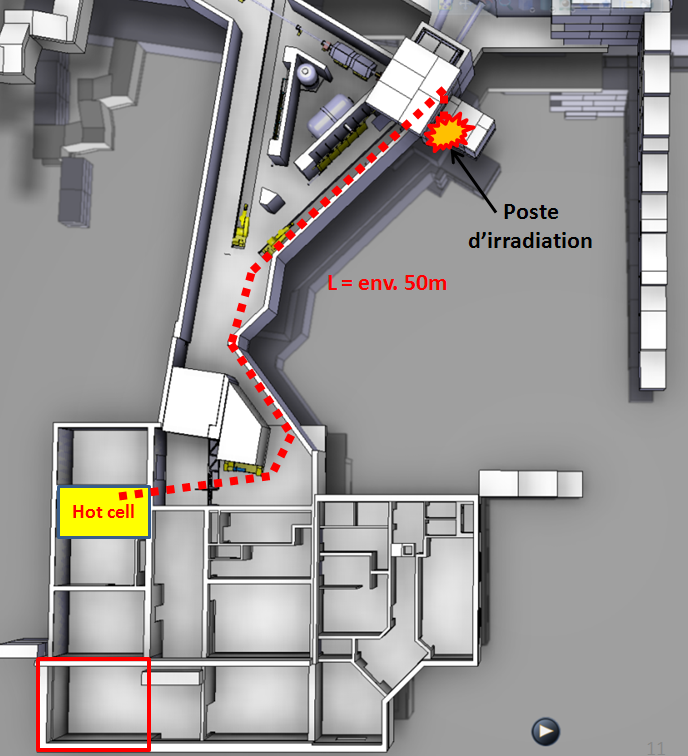 Poste
d'irradiation
L = env. 50m
Hot cell
11